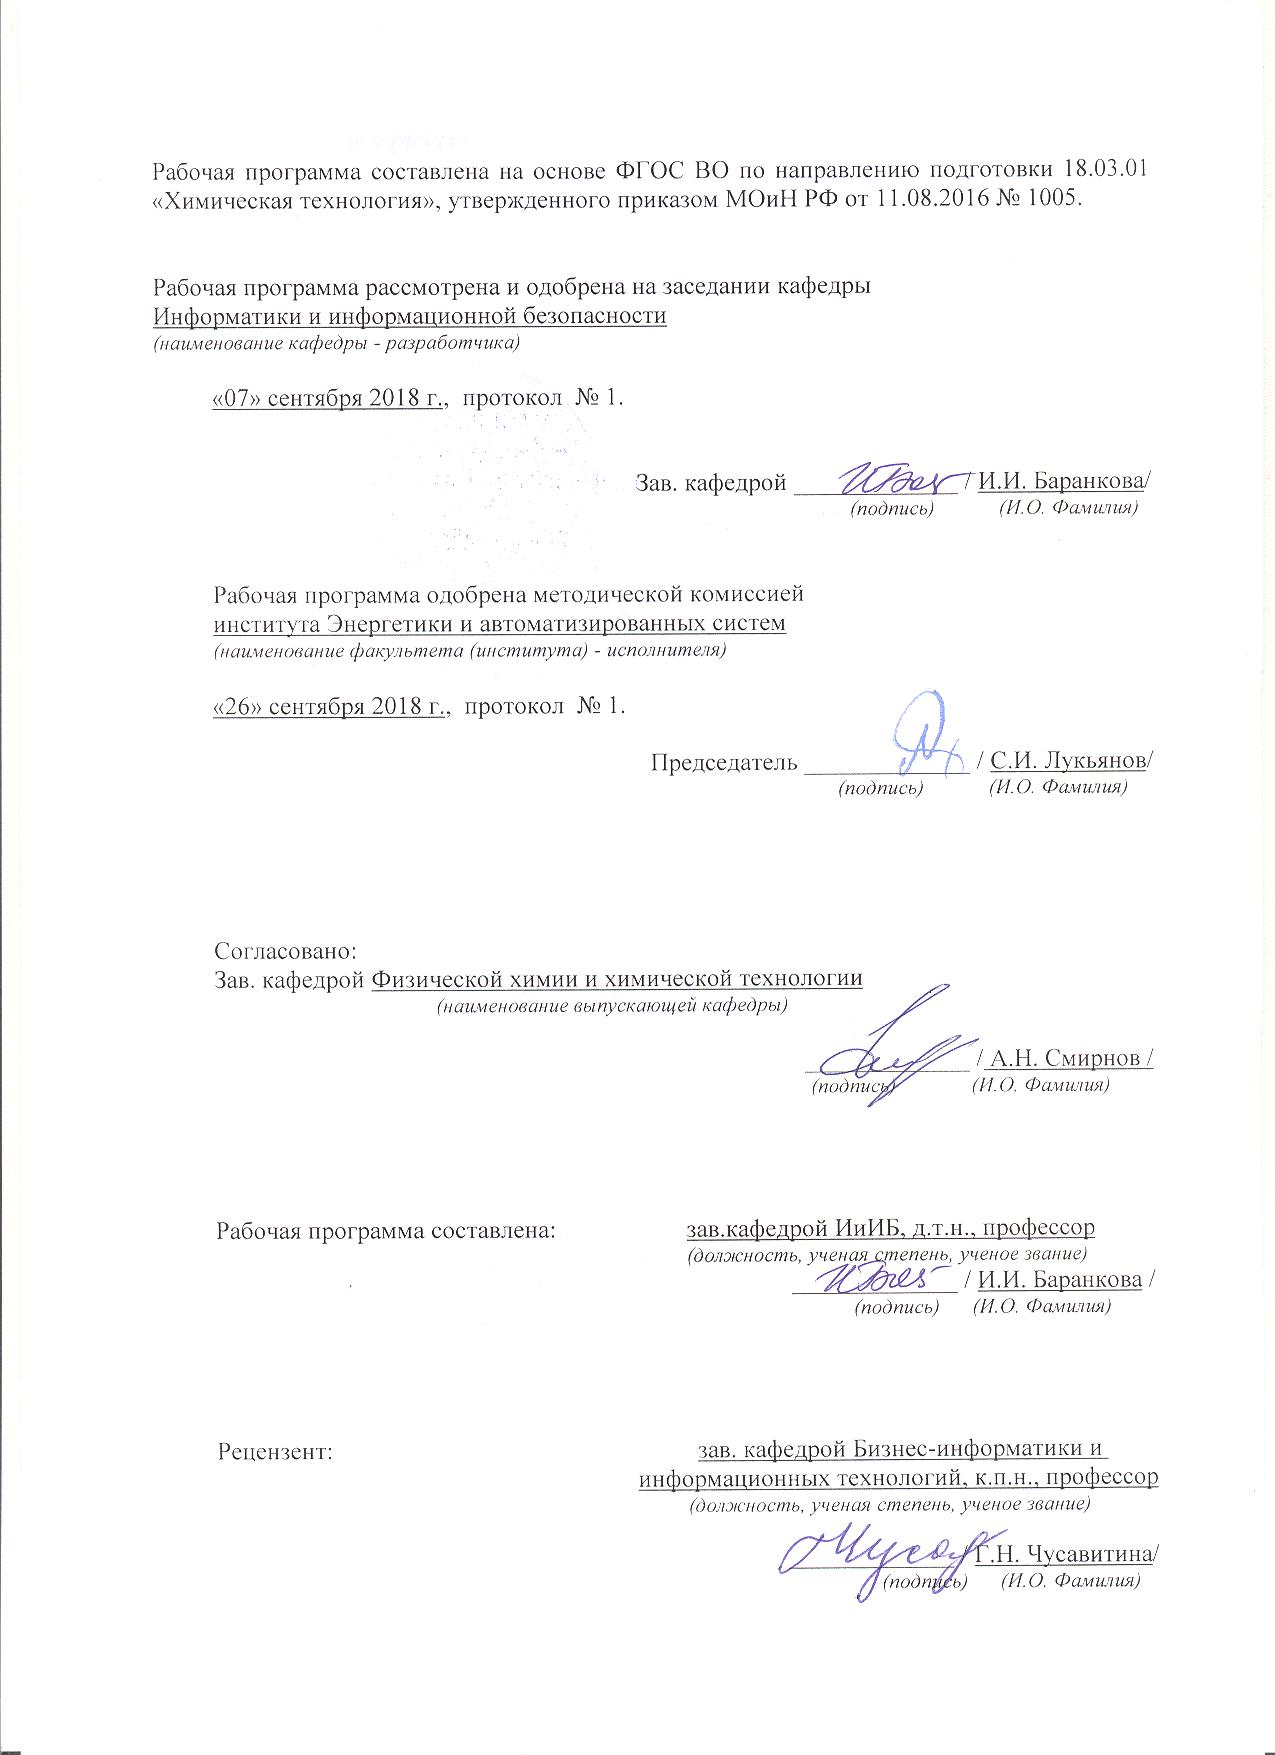 Рабочая программа составлена на основе ФГОС ВО по направлению подготовки 18.03.01
«Химическая технология», утвержденного приказом МОиН РФ от 11.08.2016 № 1005.
Рабочая программа рассмотрена и одобрена на заседании кафедры
Информатики и информационной безопасности
(наименование кафедры - разработчика)
«07» сентября 2018 г., протокол № 1.
Зав. кафедрой _____________ / И.И. Баранкова/
(подпись) (И.О. Фамилия)
Рабочая программа одобрена методической комиссией
института Энергетики и автоматизированных систем
(наименование факультета (института) - исполнителя)
«26» сентября 2018 г., протокол № 1.
Председатель _____________ / С.И. Лукьянов/
(подпись) (И.О. Фамилия)
Согласовано:
Зав. кафедрой Физической химии и химической технологии
(наименование выпускающей кафедры)
_____________ / А.Н. Смирнов /
(подпись) (И.О. Фамилия)
Рабочая программа составлена: зав.кафедрой ИиИБ, д.т.н., профессор
(должность, ученая степень, ученое звание)
_____________ / И.И. Баранкова /
(подпись) (И.О. Фамилия)
Рецензент: зав. кафедрой Бизнес-информатики и
информационных технологий, к.п.н., профессор
(должность, ученая степень, ученое звание)
_____________ /Г.Н. Чусавитина/
(подпись) (И.О. Фамилия)